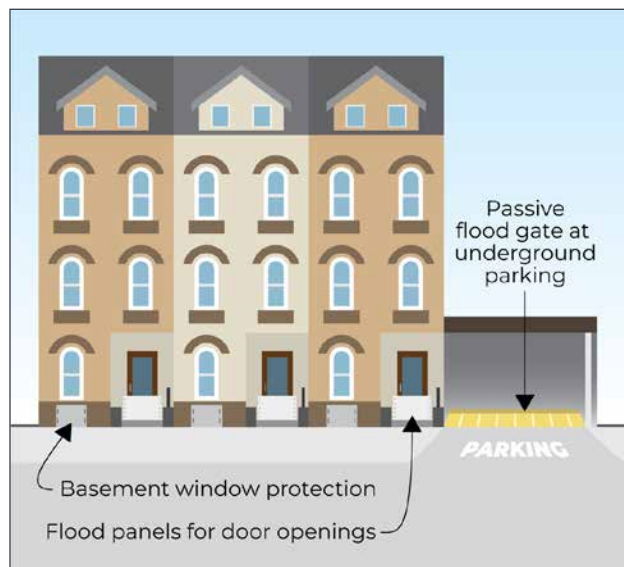 Passive
flood gate at
underground
parking
PARKING
Basement window protection
Flood panels for door openings